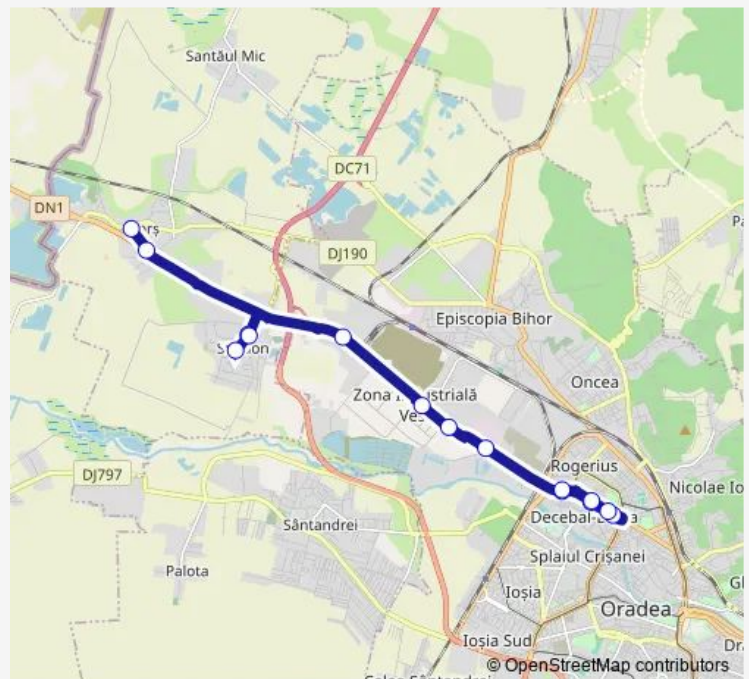 Santăul Mic
DC71
DN1
DJ190
Episcopia Bihor
Oncea
Zona Industrială
Vest
Rogerius
DJ797
Nicolae Io
Sântandrei
Splaiul Crișanei
Palota
Ioșia
Oradea
Ioșia Sud
© OpenStreetMap contributors